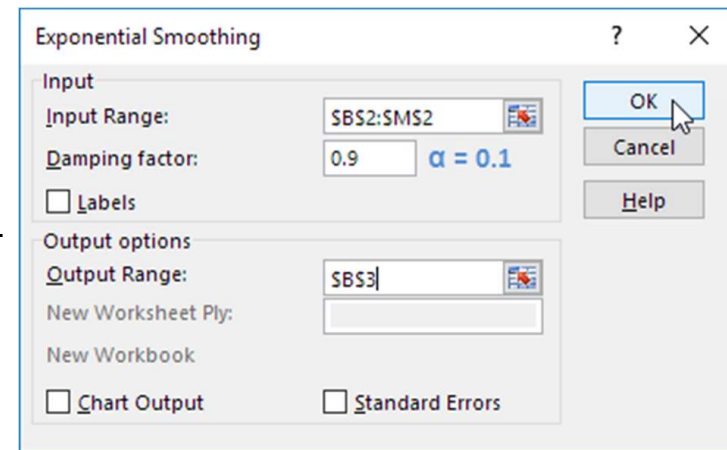 Exponential Smoothing ? ×
Input
Input Range: $B$2:$M$2
OK
Damping factor: 0.9 α = 0.1
Cancel
Labels
Help
Output options
Output Range: $B$3
New Worksheet Ply:
New Workbook
Chart Output Standard Errors